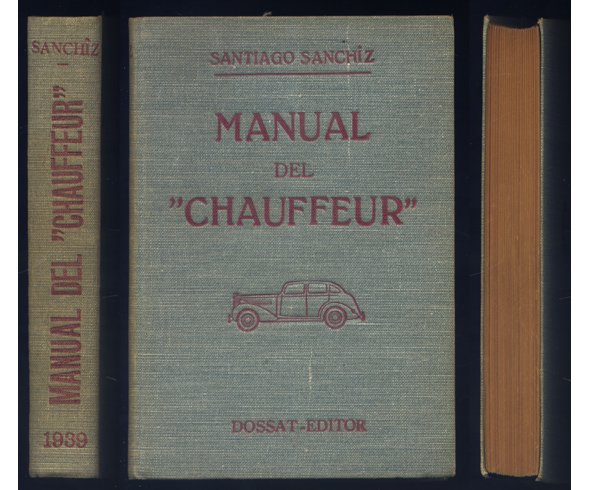 SANCHÎZ
MANUAL DEL "CHAUFFEUR"
1939
SANTIAGO SANCHÎZ
MANUAL
DEL
"CHAUFFEUR"
DOSSAT-EDITOR